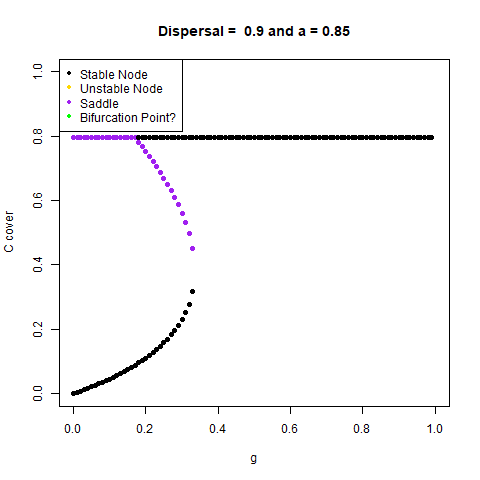 Dispersal =  0.9 and a = 0.85
Stable Node
Unstable Node
Saddle
Bifurcation Point?
C cover
1.0
0.8
0.6
0.4
0.2
0.0
0.0 0.2 0.4 0.6 0.8 1.0
g